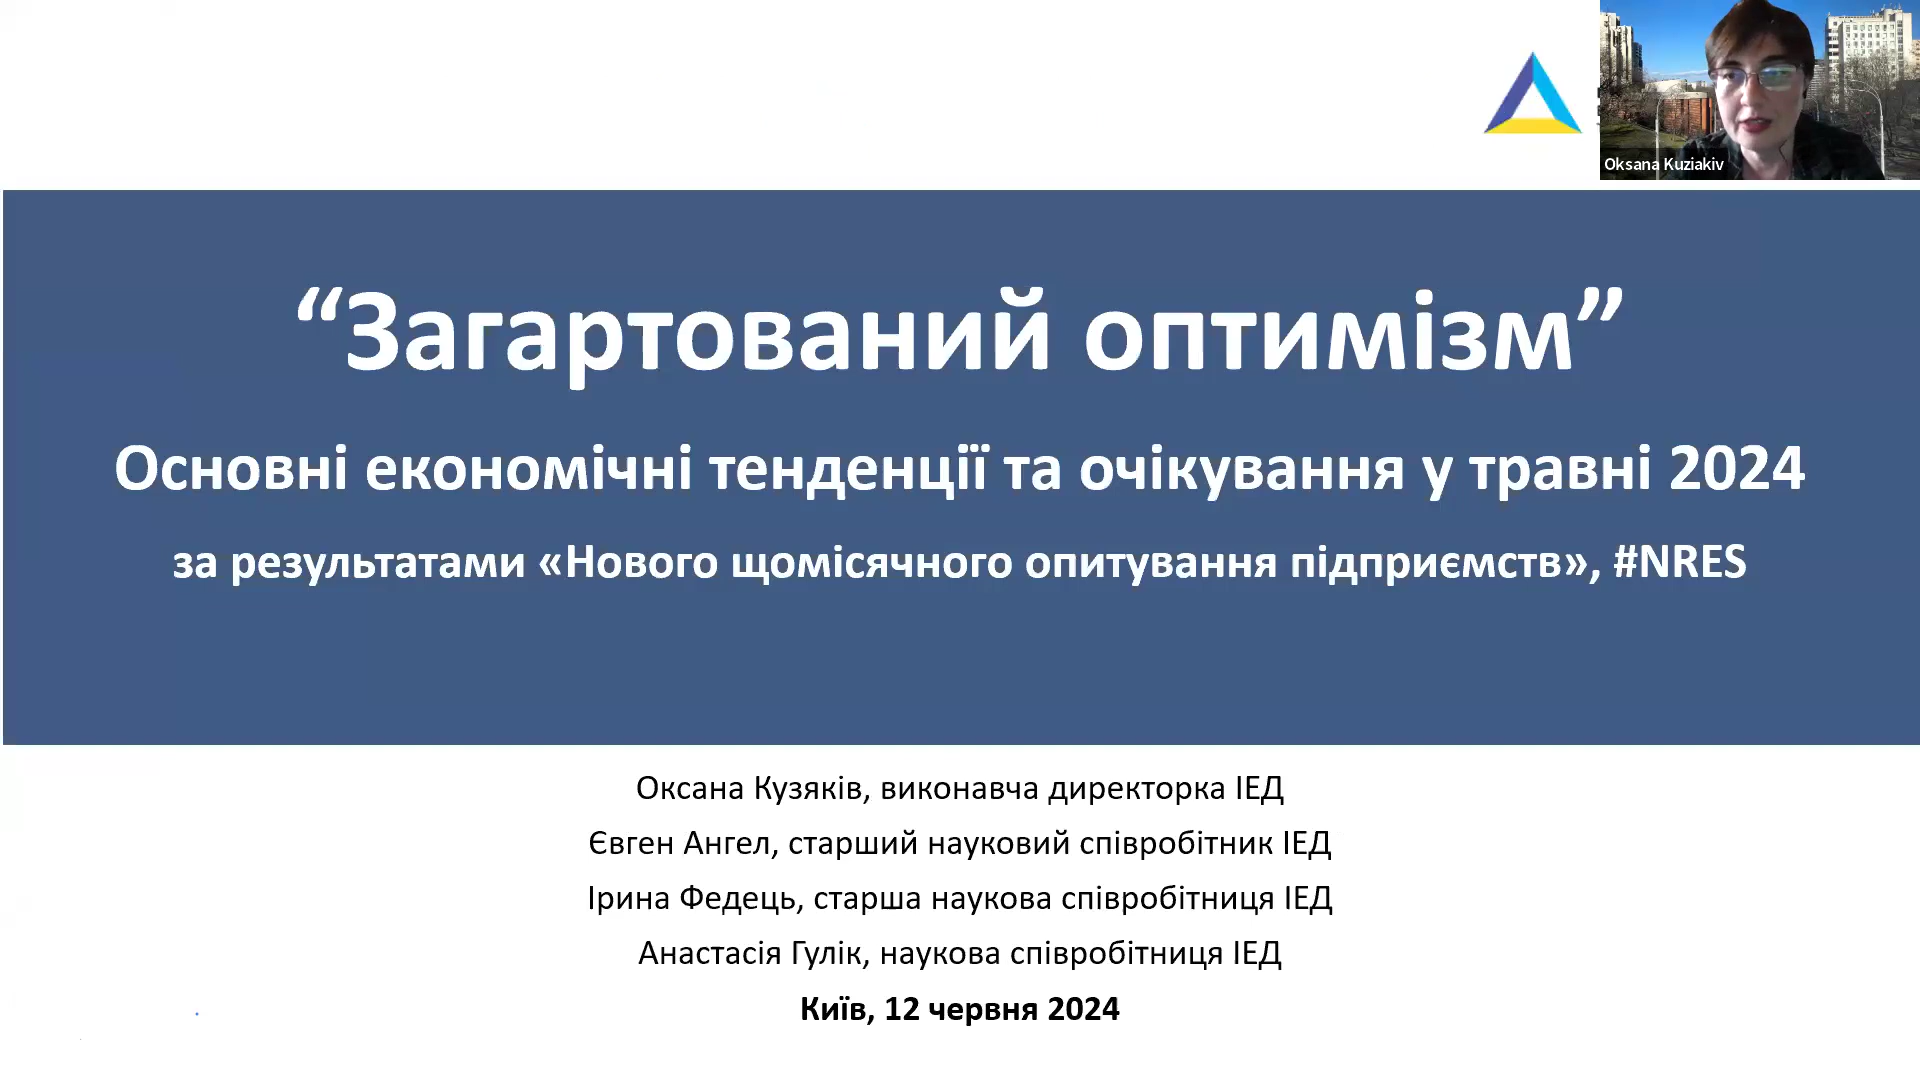 Oksana Kuziakiv
“Загартований оптимізм”
Основні економічні тенденції та очікування у травні 2024
за результатами «Нового щомісячного опитування підприємств», #NRES
Оксана Кузяків, виконавча директорка ІЕД
Євген Ангел, старший науковий співробітник ІЕД
Ірина Федець, старша наукова співробітниця ІЕД
Анастасія Гулік, наукова співробітниця ІЕД
Київ, 12 червня 2024